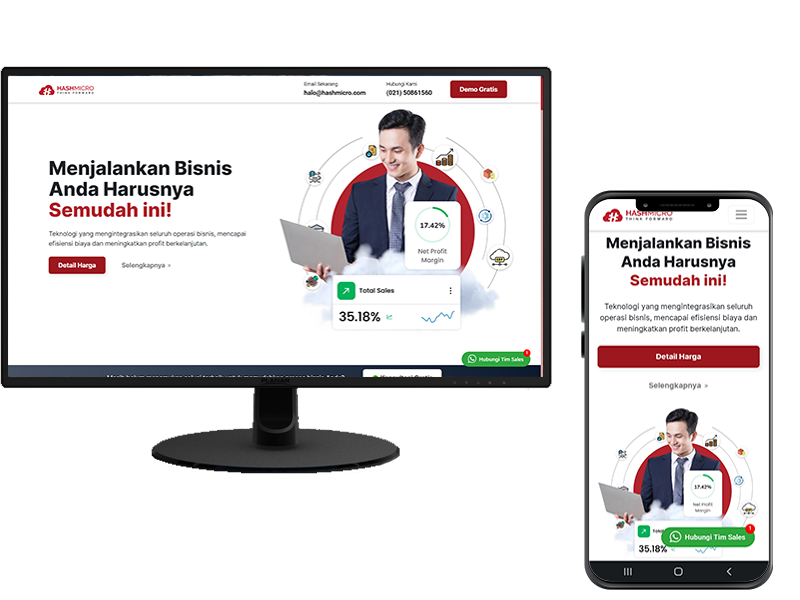 HASHMICRO
THINK FORWARD
Email Sekarang
halo@hashmicro.com
Hubungi Kami
(021) 50861560
Demo Gratis
Menjalankan Bisnis
Anda Harusnya
Semudah ini!
Teknologi yang mengintegrasikan seluruh operasi bisnis, mencapai
efisiensi biaya dan meningkatkan profit berkelanjutan.
Detail Harga
Selengkapnya »
17.42%
Net Profit
Margin
Total Sales
35.18%
Hubungi Tim Sales
1
PLANAR
HASHMICRO
THINK FORWARD
Menjalankan Bisnis
Anda Harusnya
Semudah ini!
Teknologi yang mengintegrasikan seluruh
operasi bisnis, mencapai efisiensi biaya dan
meningkatkan profit berkelanjutan.
Detail Harga
Selengkapnya »
17.42%
Net Profit
Margin
35.18%
Hubungi Tim Sales
1